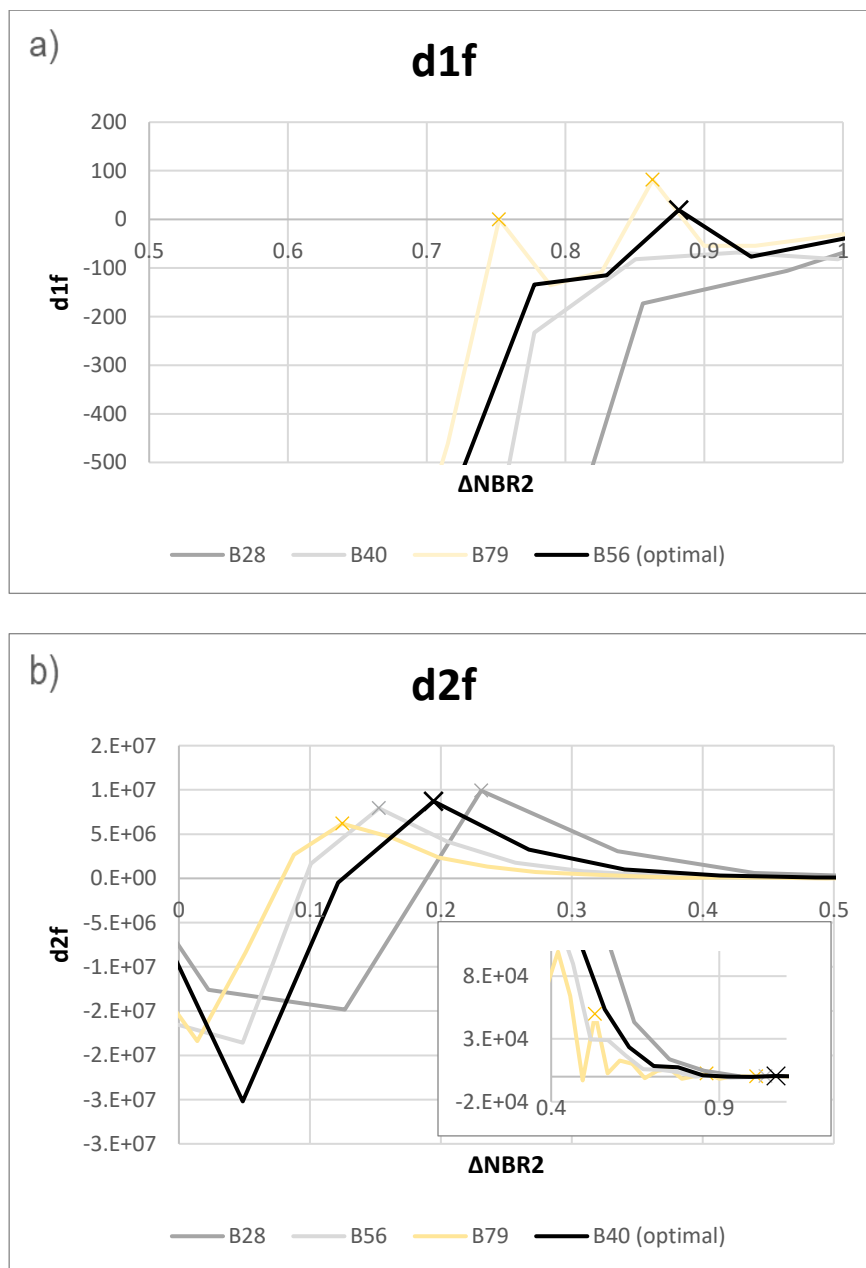 a)
d1f
200
100
0
-100
-200
-300
-400
-500
0.5 0.6 0.7 0.8 0.9 1
d1f
ΔNBR2
B28 B40 B79 B56 (optimal)
b)
d2f
2.E+07
1.E+07
5.E+06
0.E+00
-5.E+06
-1.E+07
-2.E+07
-2.E+07
-3.E+07
-3.E+07
0 0.1 0.2 0.3 0.4 0.5
d2f
8.E+04
3.E+04
-2.E+04
0.4 0.9
ΔNBR2
B28 B56 B79 B40 (optimal)